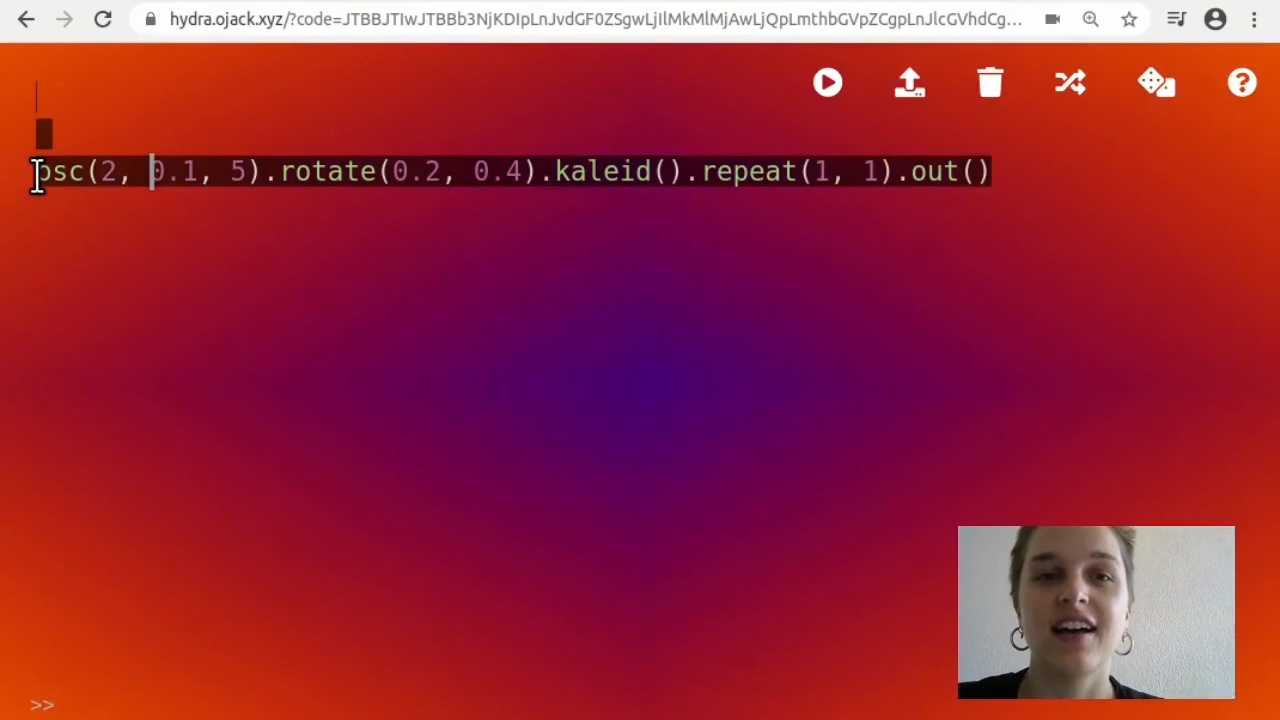 hydra.ojack.xyz/?code=JTBBJTIwJTBBb3NjKDIpLnJvdGF0ZSgwLjIlMkMlMjAwLjQpLmthbGVpZCgpLnJlcGVhdCg...
osc(2, 0.1, 5).rotate(0.2, 0.4).kaleid().repeat(1, 1).out()
>>